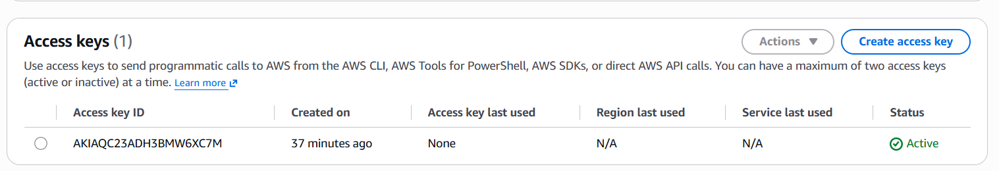 Access keys (1)
Actions ▼
Create access key
Use access keys to send programmatic calls to AWS from the AWS CLI, AWS Tools for PowerShell, AWS SDKs, or direct AWS API calls. You can have a maximum of two access keys
(active or inactive) at a time. Learn more
Access key ID Created on Access key last used Region last used Service last used Status
AKIAQC23ADH3BMW6XC7M 37 minutes ago None N/A N/A Active